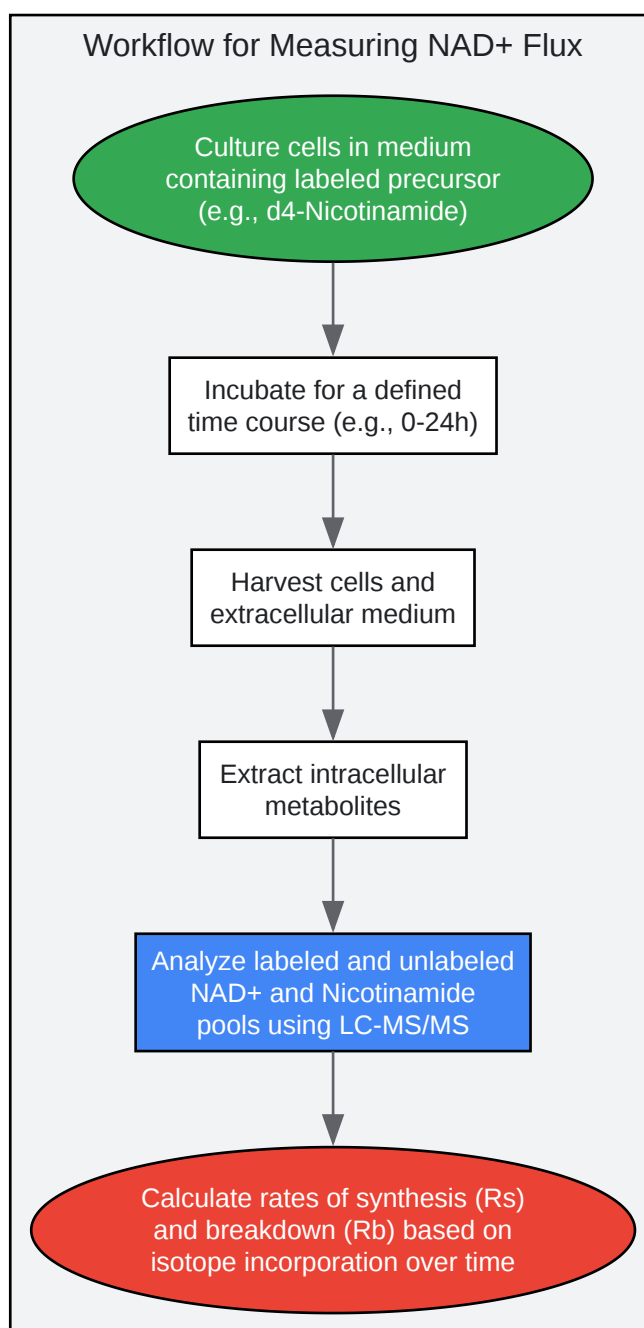 Workflow for Measuring NAD+ Flux
Culture cells in medium
containing labeled precursor
(e.g., d4-Nicotinamide)
Incubate for a defined
time course (e.g., 0-24h)
Harvest cells and
extracellular medium
Extract intracellular
metabolites
Analyze labeled and unlabeled
NAD+ and Nicotinamide
pools using LC-MS/MS
Calculate rates of synthesis (Rs)
and breakdown (Rb) based on
isotope incorporation over time